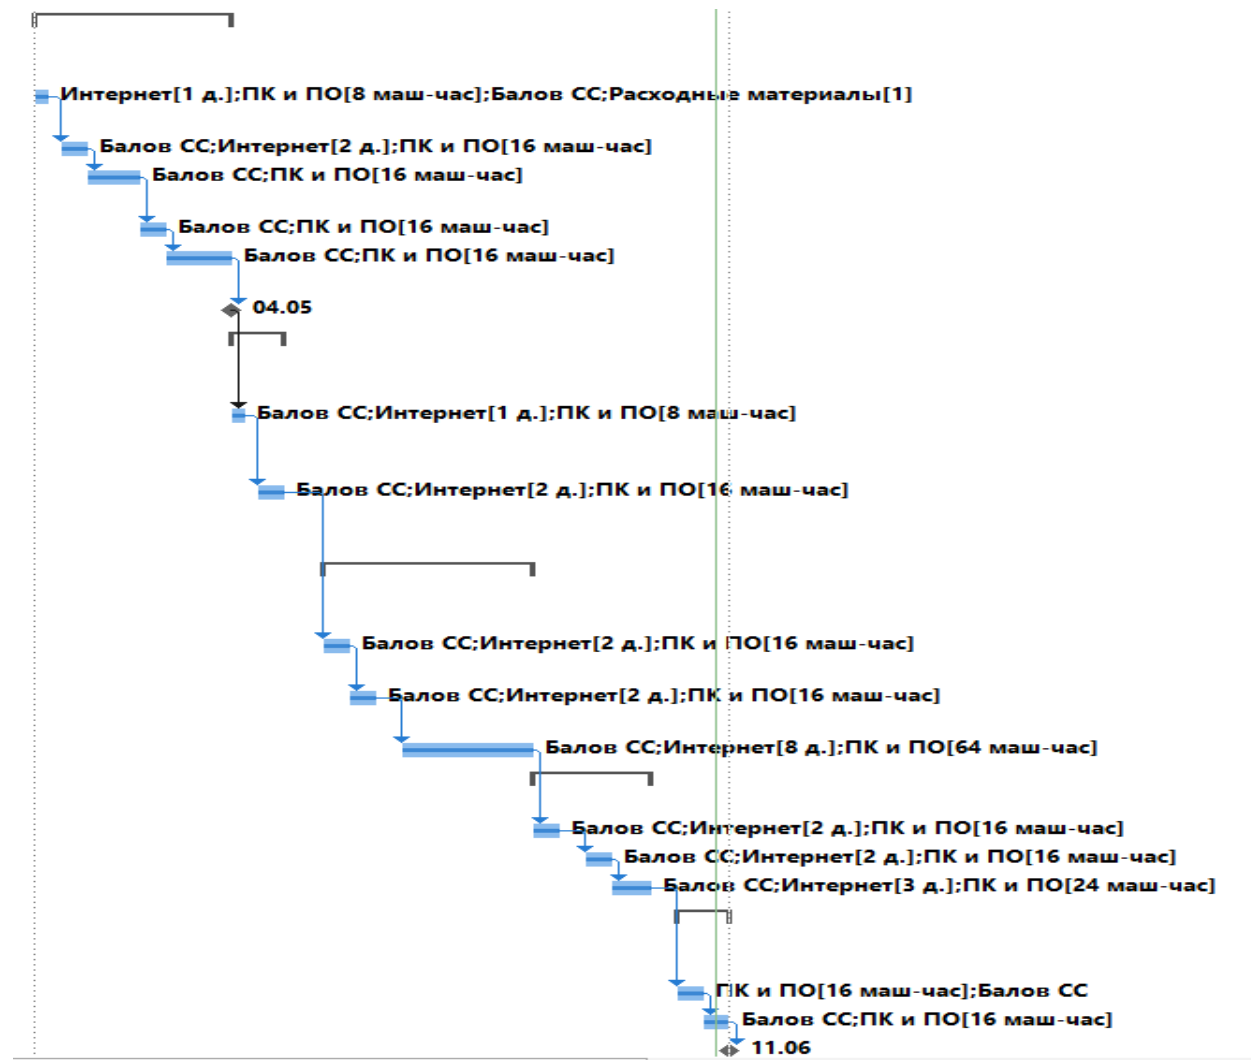 Интернет[1 д.];ПК и ПО[8 маш-час];Балов СС;Расходные материалы[1]
Балов СС;Интернет[2 д.];ПК и ПО[16 маш-час]
Балов СС;ПК и ПО[16 маш-час]
Балов СС;ПК и ПО[16 маш-час]
Балов СС;ПК и ПО[16 маш-час]
04.05
Балов СС;Интернет[1 д.];ПК и ПО[8 маш-час]
Балов СС;Интернет[2 д.];ПК и ПО[16 маш-час]
Балов СС;Интернет[2 д.];ПК и ПО[16 маш-час]
Балов СС;Интернет[2 д.];ПК и ПО[16 маш-час]
Балов СС;Интернет[8 д.];ПК и ПО[64 маш-час]
Балов СС;Интернет[2 д.];ПК и ПО[16 маш-час]
Балов СС;Интернет[2 д.];ПК и ПО[16 маш-час]
Балов СС;Интернет[3 д.];ПК и ПО[24 маш-час]
ПК и ПО[16 маш-час];Балов СС
Балов СС;ПК и ПО[16 маш-час]
11.06